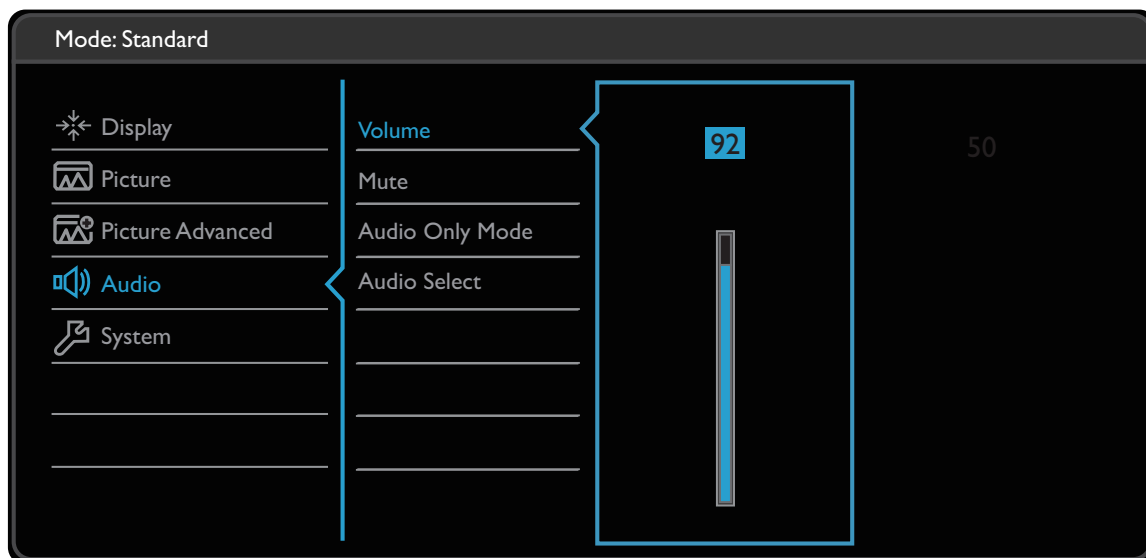 Mode: Standard
Display
Picture
Picture Advanced
Audio
System
Volume
Mute
Audio Only Mode
Audio Select
92
50